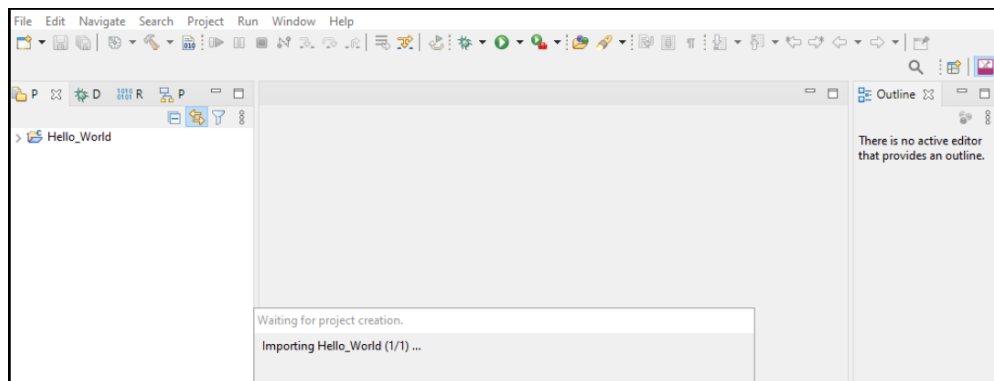 File Edit Navigate Search Project Run Window Help
P D R P
Outline
Hello_World
There is no active editor
that provides an outline.
Waiting for project creation.
Importing Hello_World (1/1) ...